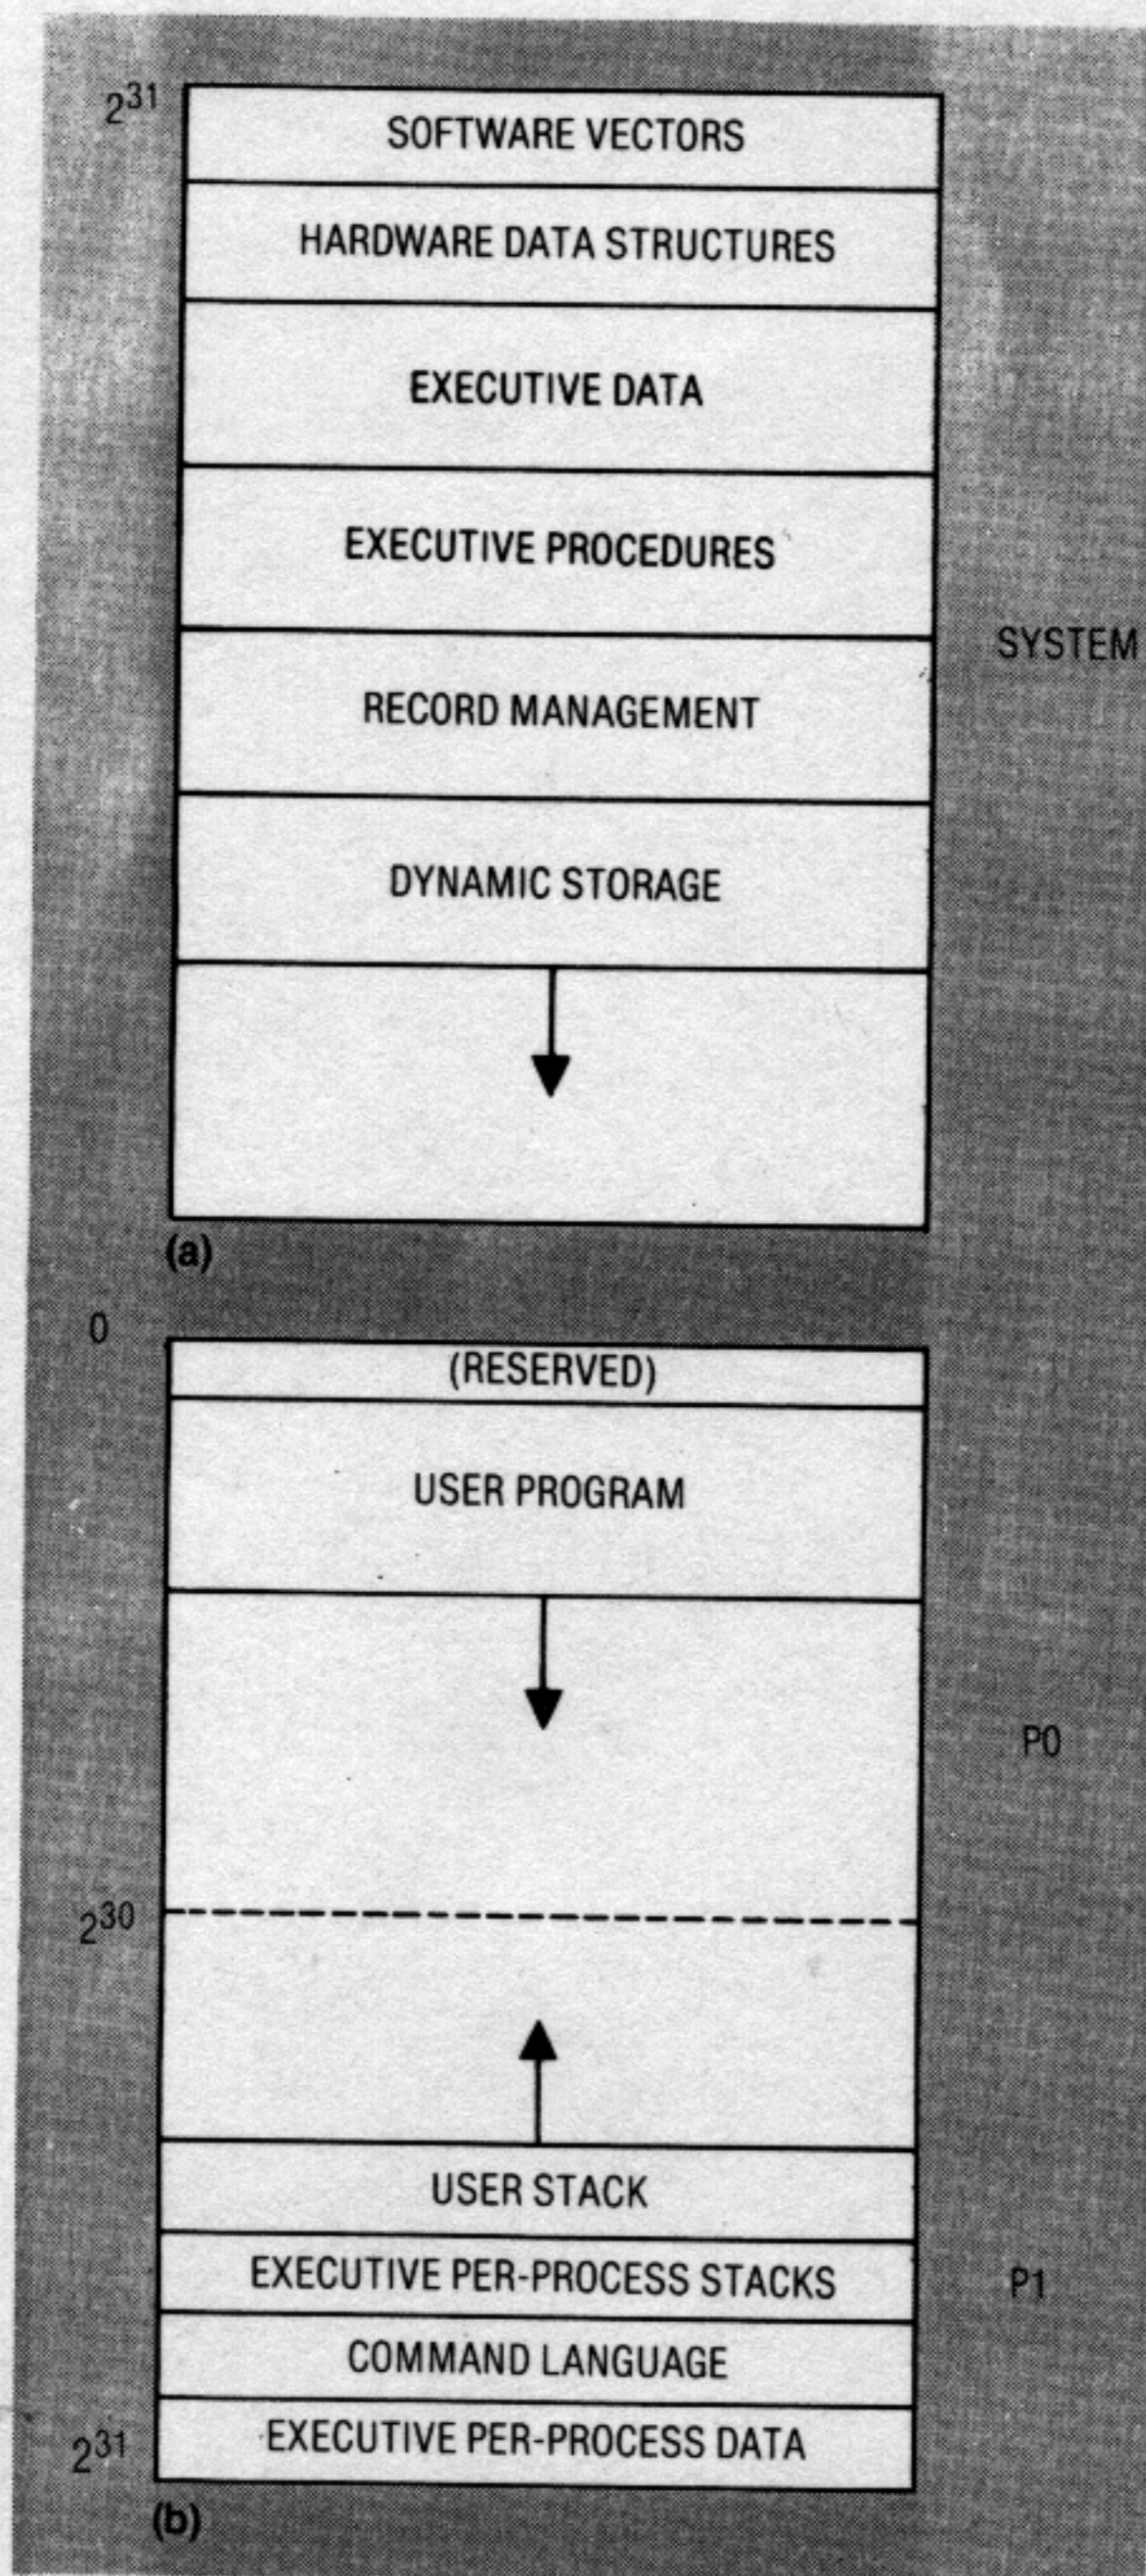 2^31
SOFTWARE VECTORS
HARDWARE DATA STRUCTURES
EXECUTIVE DATA
EXECUTIVE PROCEDURES
SYSTEM
RECORD MANAGEMENT
DYNAMIC STORAGE
(a)
0
(RESERVED)
USER PROGRAM
P0
2^30
USER STACK
EXECUTIVE PER-PROCESS STACKS
P1
COMMAND LANGUAGE
EXECUTIVE PER-PROCESS DATA
2^31
(b)